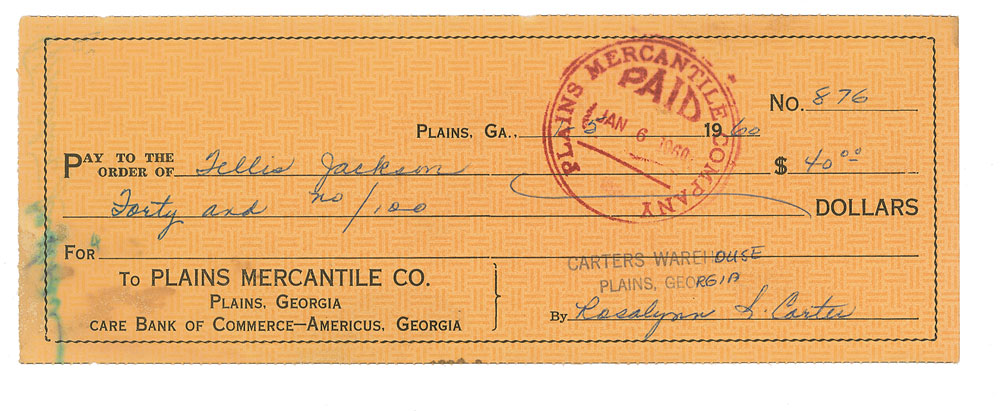 PLAINS MERCANTILE COMPANY
PAID
JAN 6 1960
No. 876
PLAINS, GA., 1 5 1960
PAY TO THE ORDER OF Tellis Jackson $ 40 00
Forty and no/100 DOLLARS
FOR
CARTERS WAREHOUSE
PLAINS, GEORGIA
TO PLAINS MERCANTILE CO.
PLAINS, GEORGIA
CARE BANK OF COMMERCE—AMERICUS, GEORGIA
By Rosalynn S. Carter